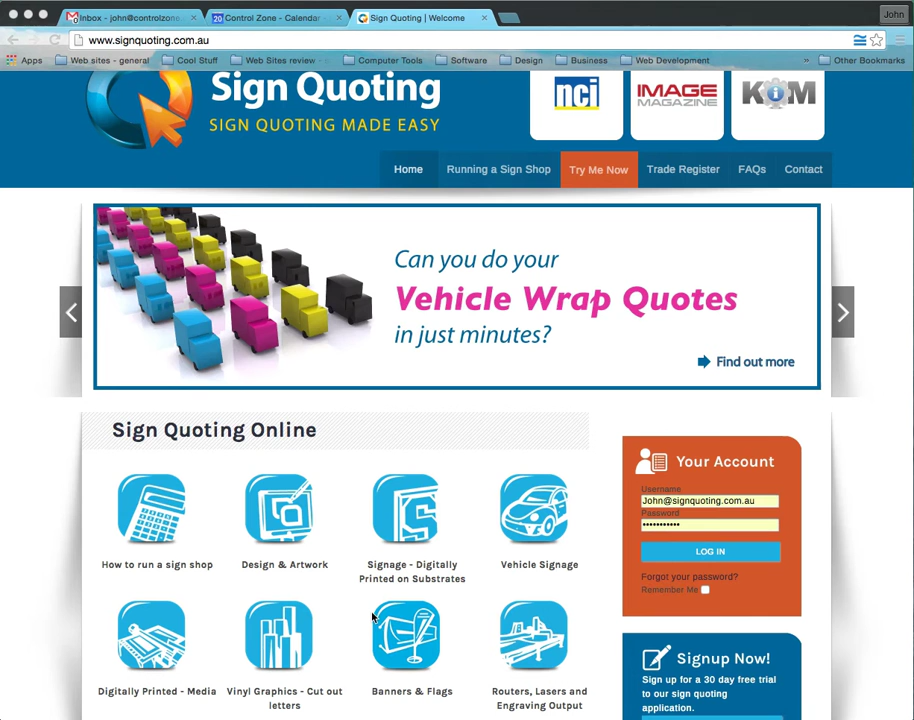 Inbox - john@controlzone.
20 Control Zone - Calendar -
Sign Quoting | Welcome
John
www.signquoting.com.au
Apps
Web sites - general
Cool Stuff
Web Sites review -
Computer Tools
Software
Design
Business
Web Development
»
Other Bookmarks
Sign Quoting
SIGN QUOTING MADE EASY
nci
IMAGE
MAGAZINE
Home
Running a Sign Shop
Try Me Now
Trade Register
FAQs
Contact
Can you do your
Vehicle Wrap Quotes
in just minutes?
Find out more
Sign Quoting Online
How to run a sign shop
Design & Artwork
Signage - Digitally
Printed on Substrates
Vehicle Signage
Digitally Printed - Media
Vinyl Graphics - Cut out
letters
Banners & Flags
Routers, Lasers and
Engraving Output
Your Account
Username
John@signquoting.com.au
Password
•••••••••••
LOG IN
Forgot your password?
Remember Me:
Signup Now!
Sign up for a 30 day free trial
to our sign quoting
application.